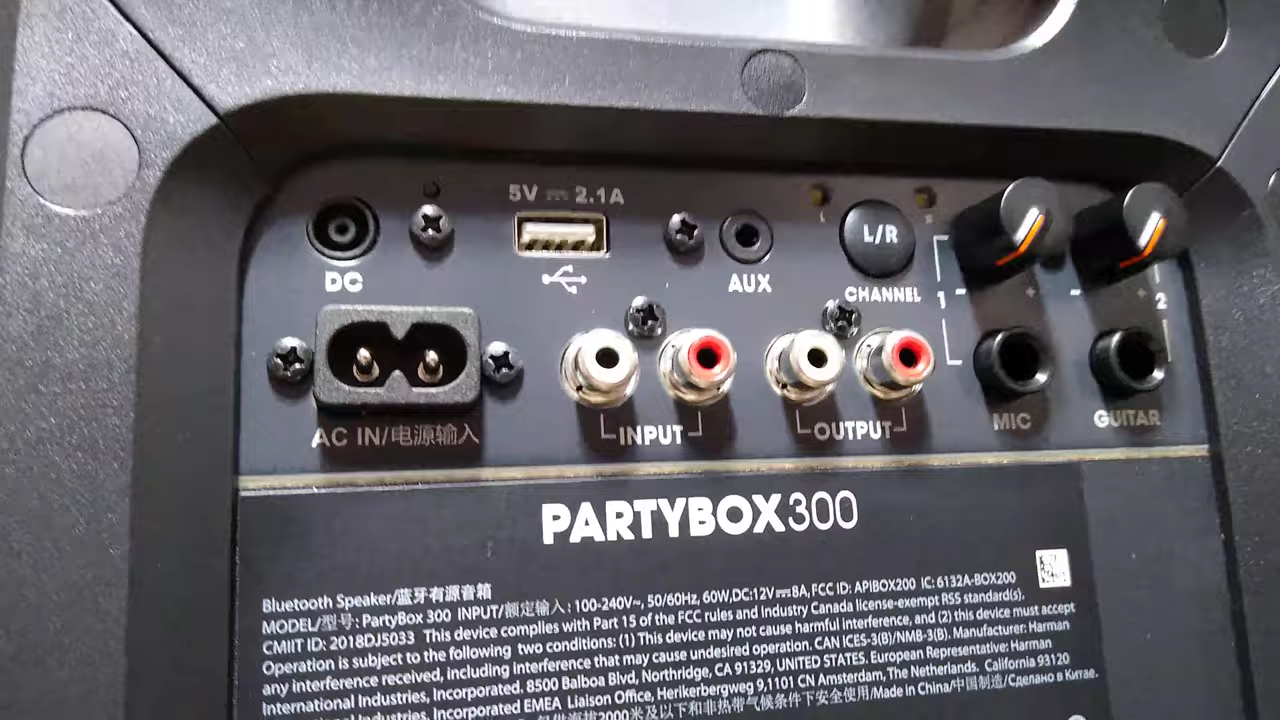 5V ⎓ 2.1A
DC
AUX
L/R
CHANNEL
1 - + - + 2
AC IN/电源输入
INPUT
OUTPUT
MIC
GUITAR
PARTYBOX300
Bluetooth Speaker/蓝牙有源音箱
MODEL/型号: PartyBox 300 INPUT/额定输入: 100-240V~, 50/60Hz, 60W,DC:12V⎓8A, FCC ID: APIBOX200 IC: 6132A-BOX200
CMIIT ID: 2018DJ5033 This device complies with Part 15 of the FCC rules and Industry Canada license-exempt RSS standard(s).
Operation is subject to the following two conditions: (1) This device may not cause harmful interference, and (2) this device must accept
any interference received, including interference that may cause undesired operation. CAN ICES-3(B)/NMB-3(B). Manufacturer: Harman
International Industries, Incorporated. 8500 Balboa Blvd, Northridge, CA 91329, UNITED STATES. European Representative: Harman
International Industries, Incorporated EMEA Liaison Office, Herikerbergweg 9,1101 CN Amsterdam, The Netherlands. California 93120
2000米及以下和非热带气候条件下安全使用/Made in China/中国制造/Сделано в Китае.